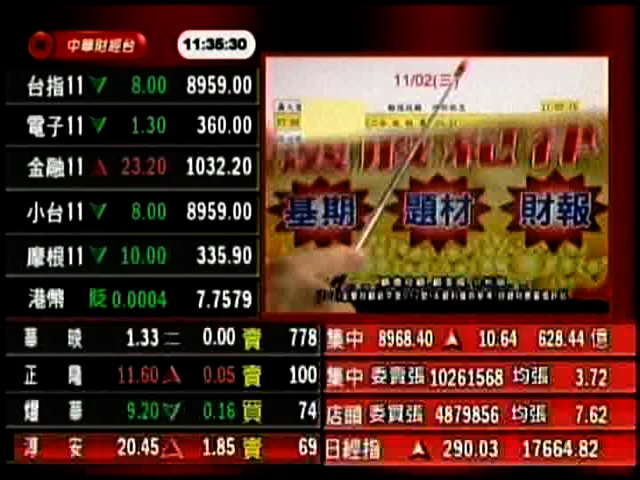 中華財經台 11:35:30
台指11 ▽ 8.00 8959.00
電子11 ▽ 1.30 360.00
金融11 △ 23.20 1032.20
小台11 ▽ 8.00 8959.00
摩根11 ▽ 10.00 335.90
港幣 貶 0.0004 7.7579
11/02(三)
基期 題材 財報
華 映 1.33 二 0.00 賣 778
正 隆 11.60 △ 0.05 賣 100
燿 華 9.20 ▽ 0.16 買 74
淳 安 20.45 △ 1.85 賣 69
集中 8968.40 ▲ 10.64 628.44 億
集中 委賣張 10261568 均張 3.72
店頭 委買張 4879856 均張 7.62
日經指 ▲ 290.03 17664.82